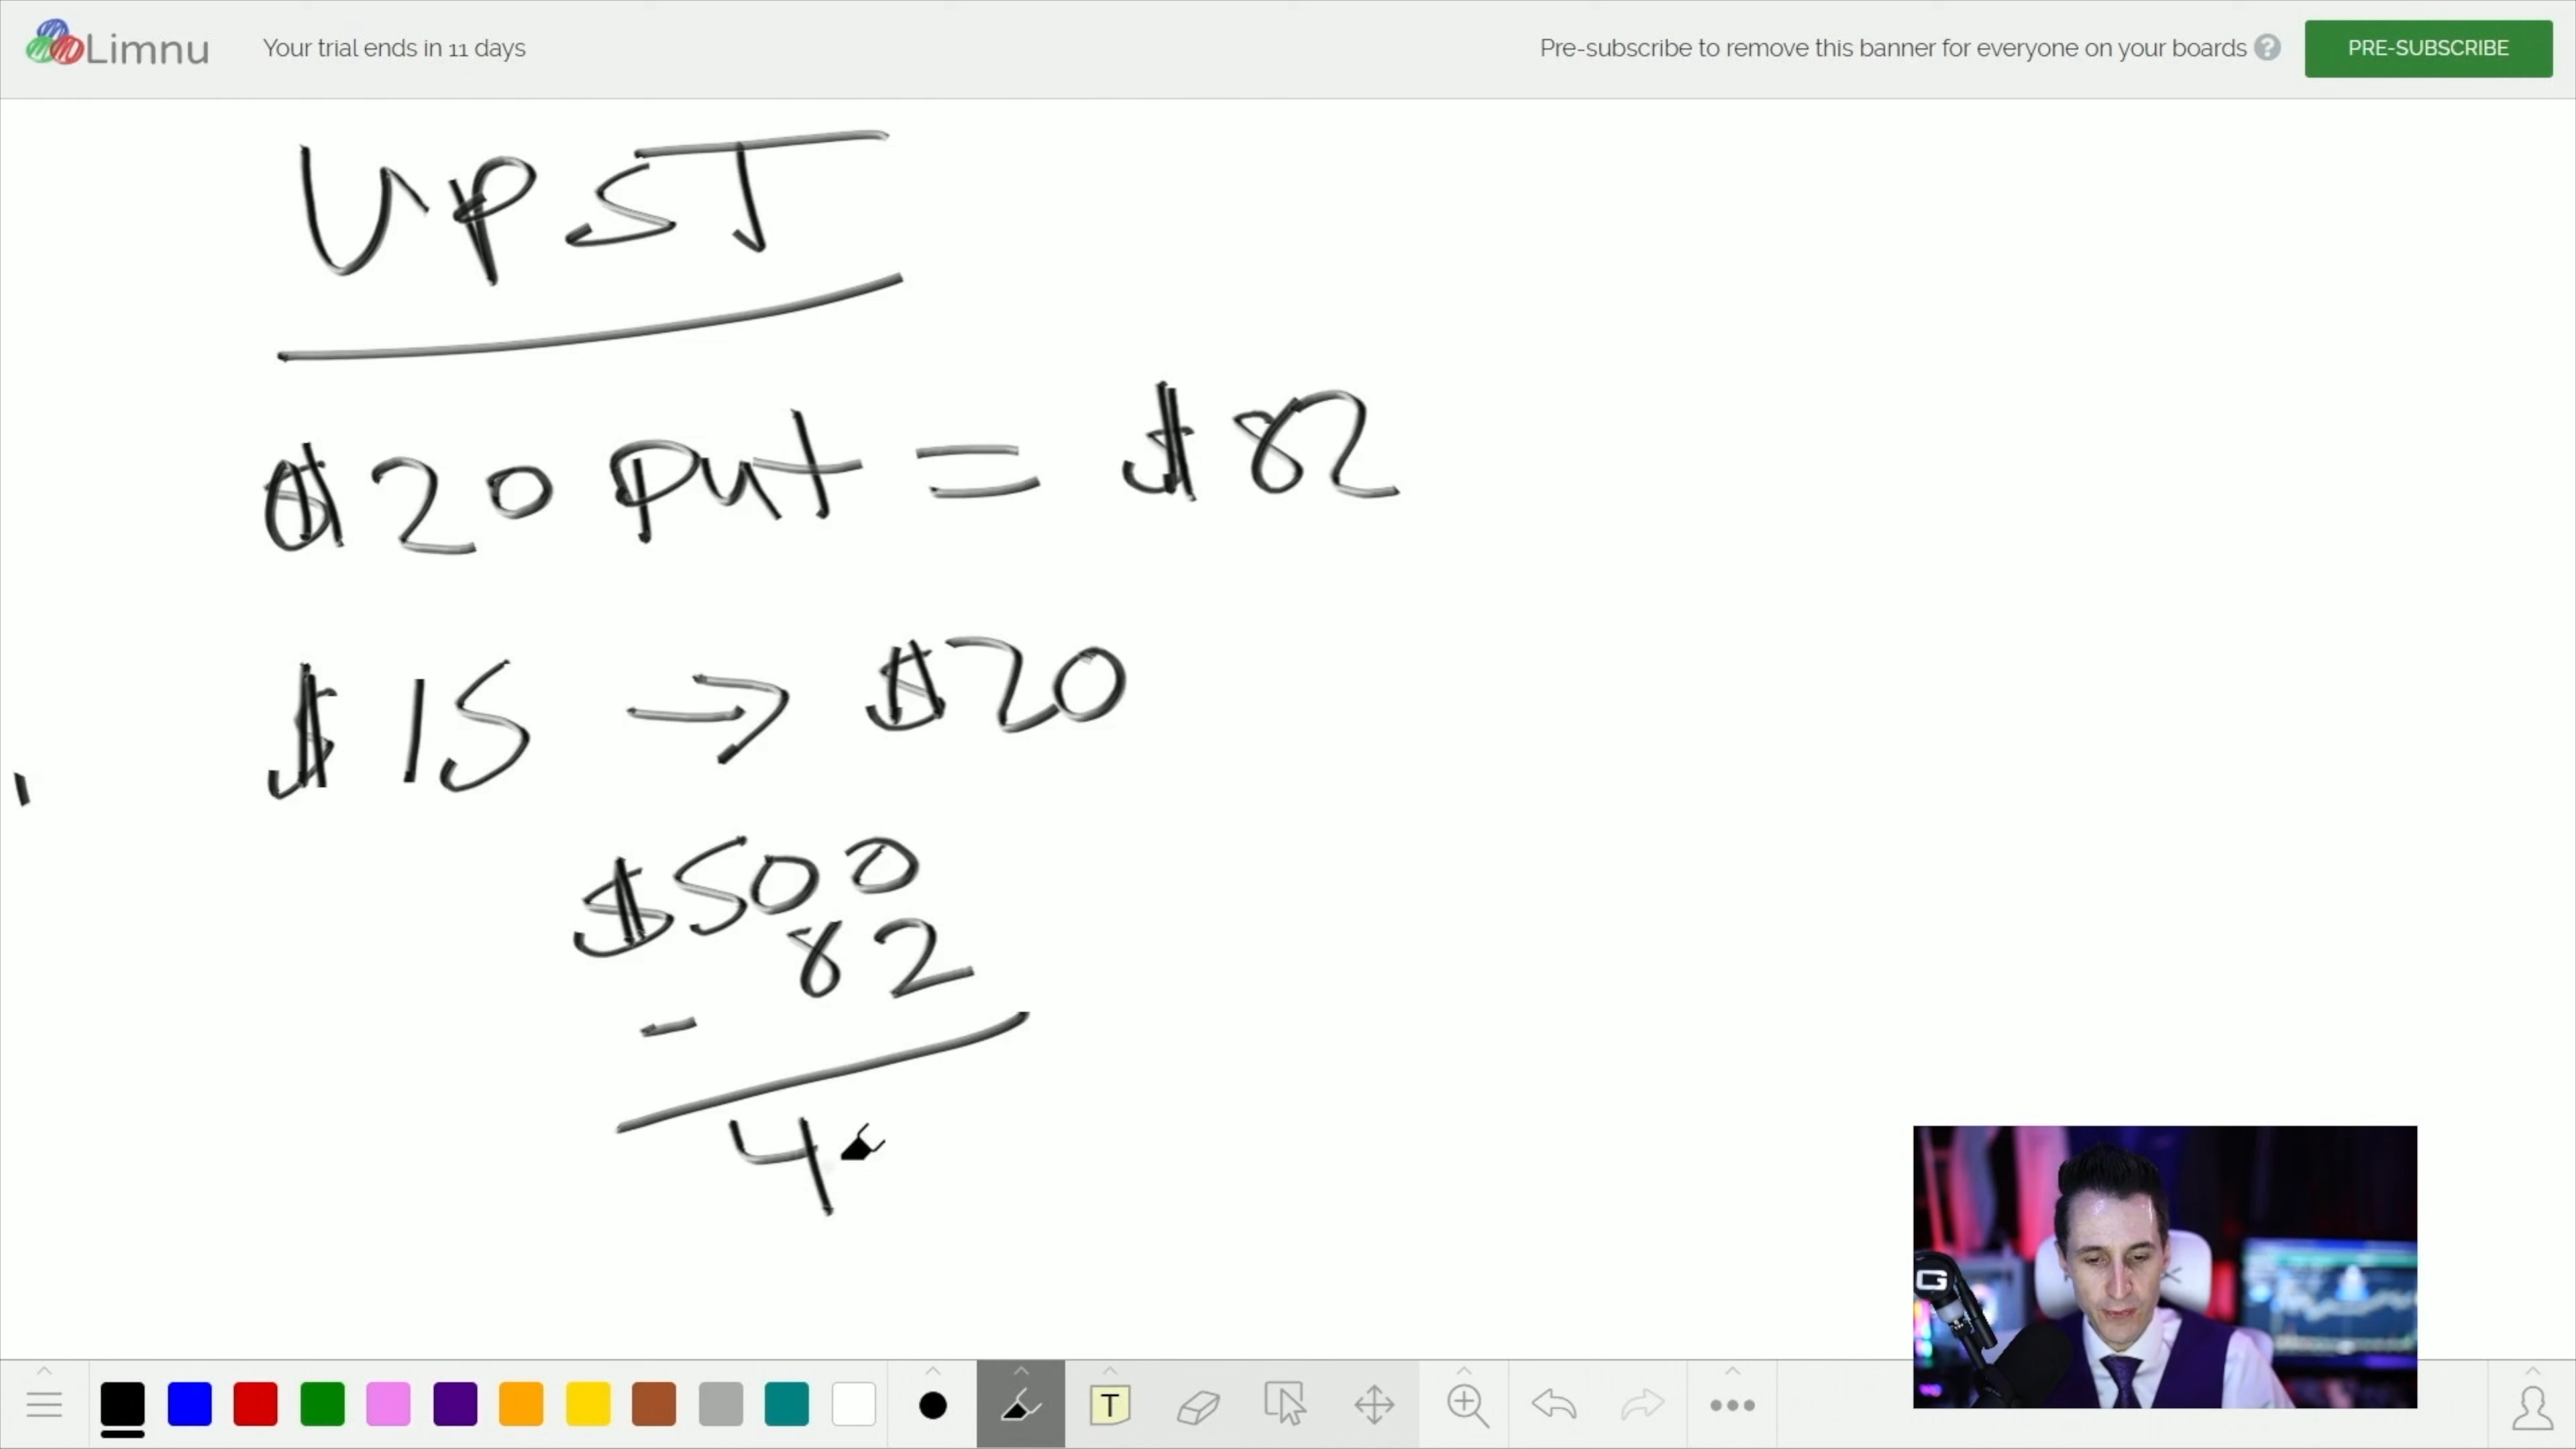 Limnu
Your trial ends in 11 days
Pre-subscribe to remove this banner for everyone on your boards ?
PRE-SUBSCRIBE
UPST
$20 Put = $82
$15 → $20
$500
82
-
4
T
G